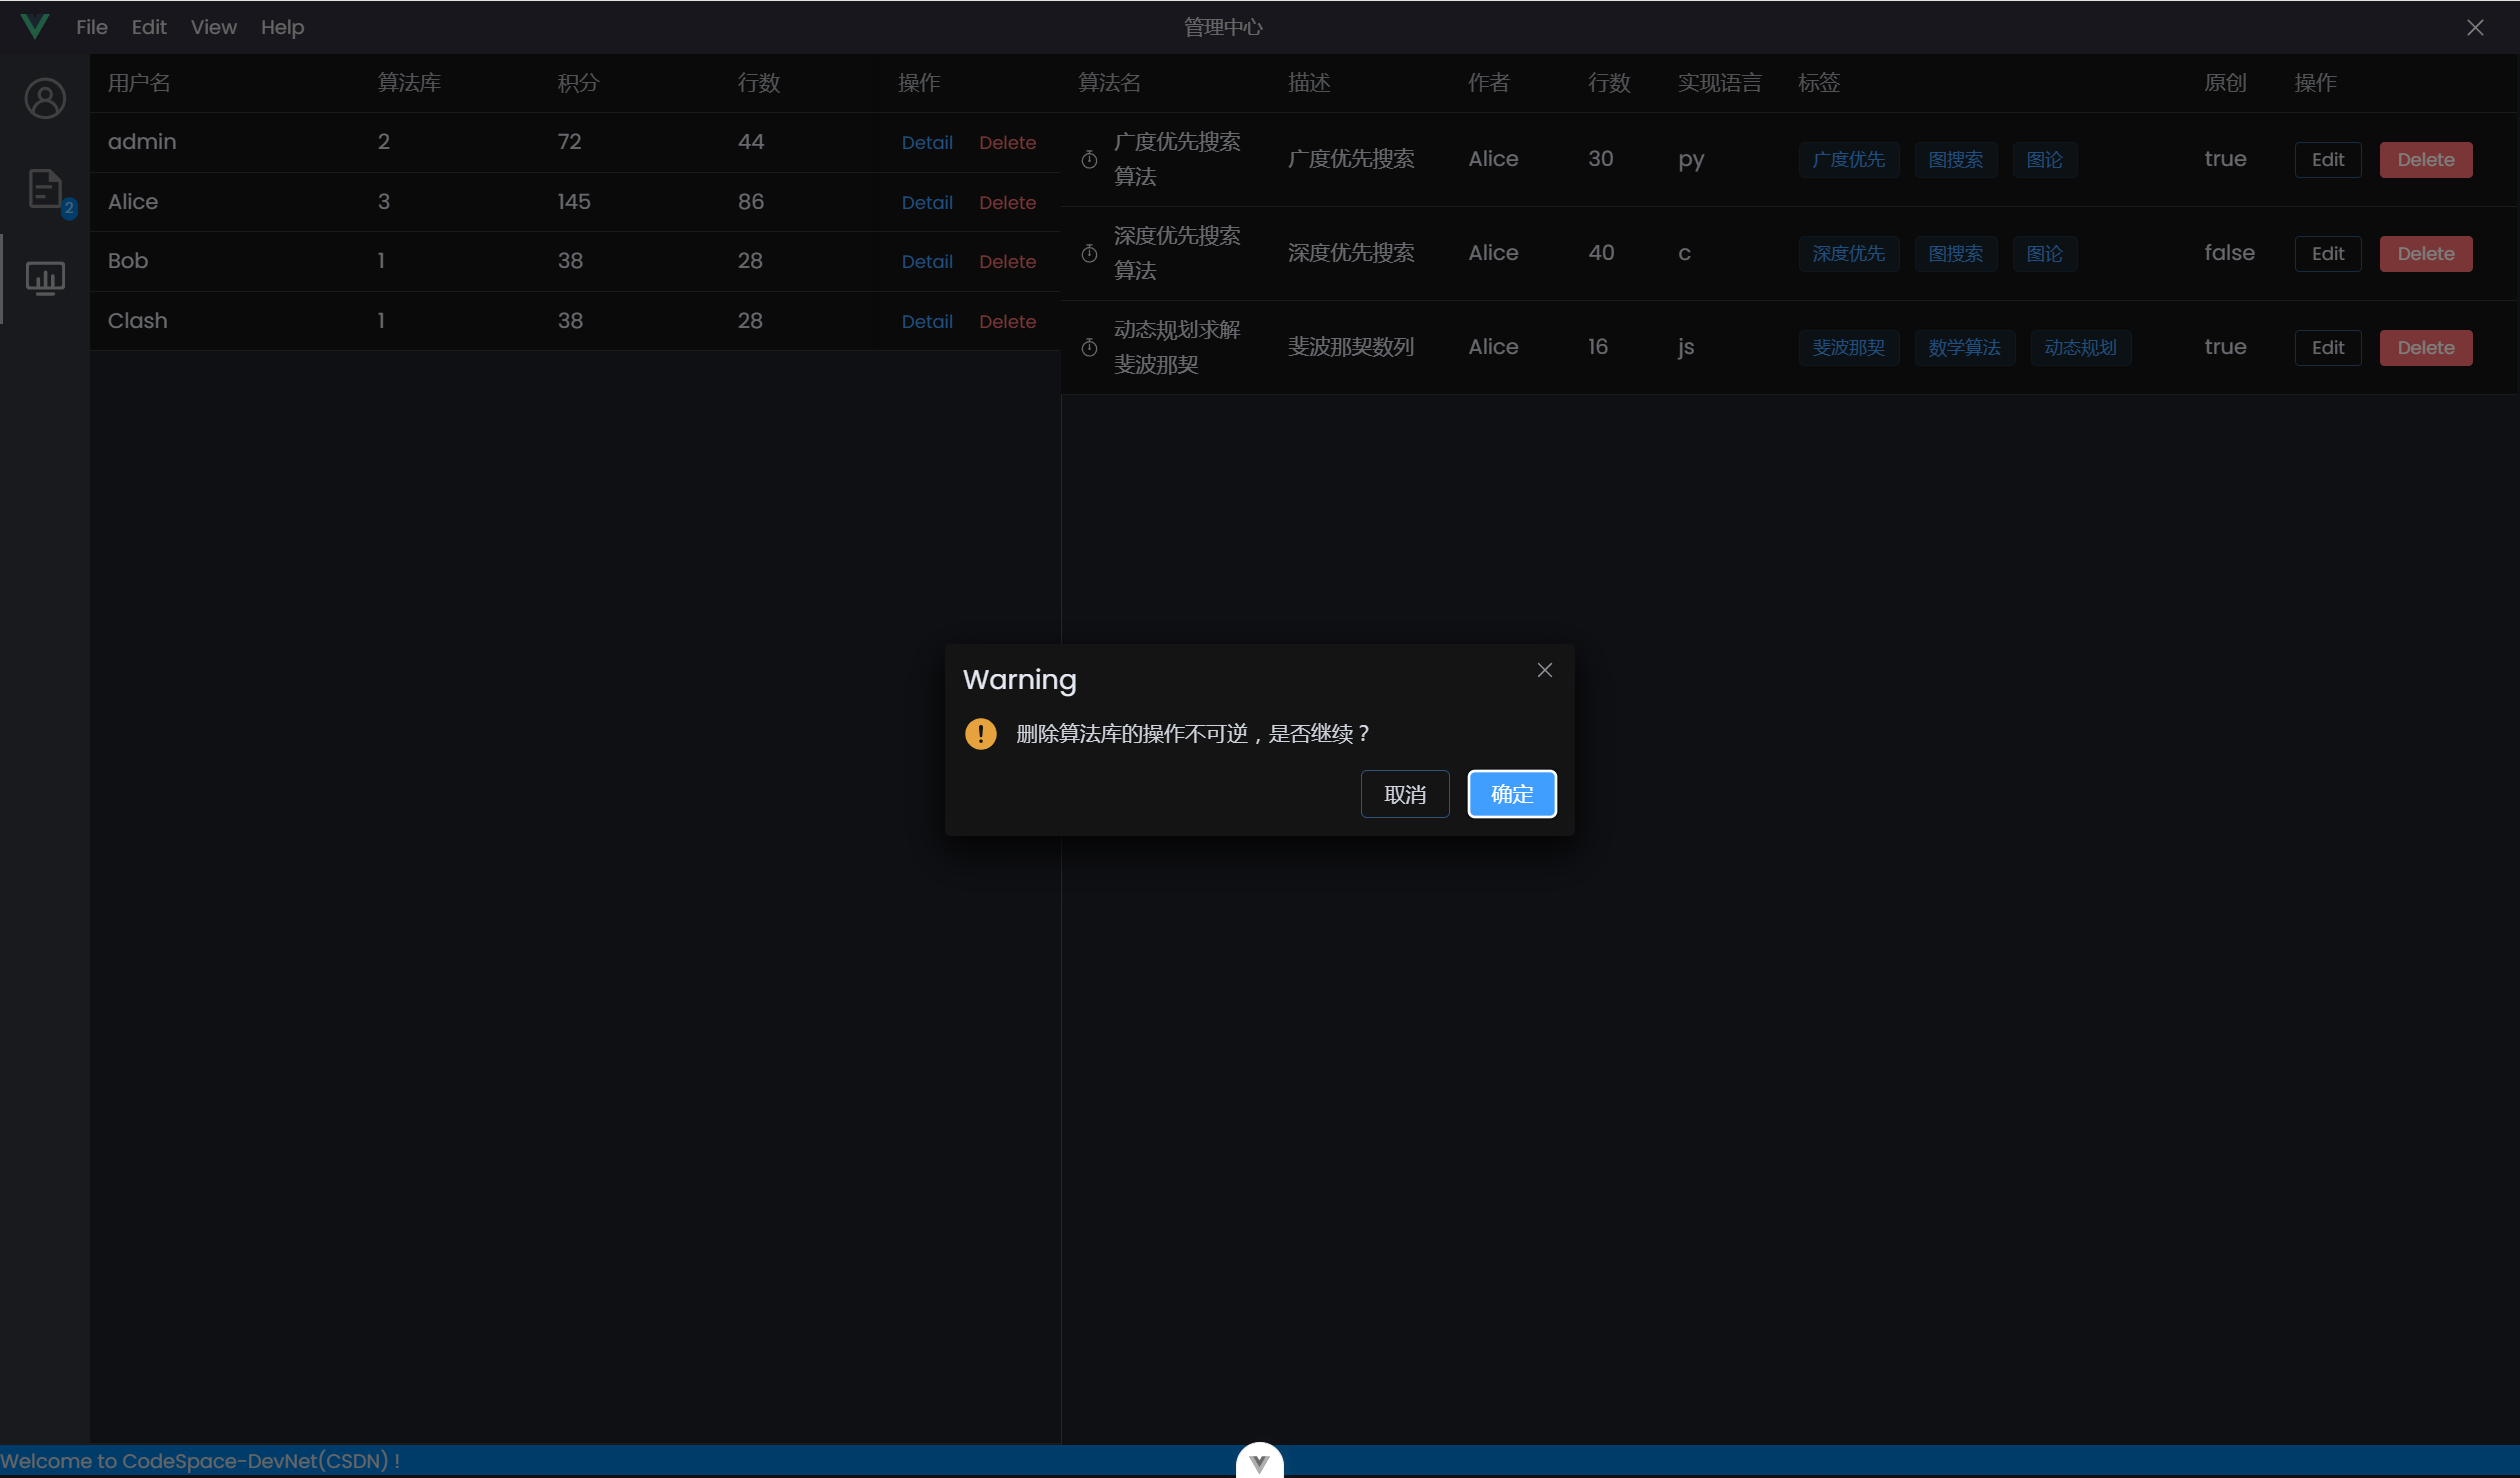 File Edit View Help 管理中心
用户名 算法库 积分 行数 操作
admin 2 72 44 Detail Delete
Alice 3 145 86 Detail Delete
Bob 1 38 28 Detail Delete
Clash 1 38 28 Detail Delete
算法名 描述 作者 行数 实现语言 标签 原创 操作
广度优先搜索
算法
广度优先搜索 Alice 30 py 广度优先 图搜索 图论 true Edit Delete
深度优先搜索
算法
深度优先搜索 Alice 40 c 深度优先 图搜索 图论 false Edit Delete
动态规划求解
斐波那契
斐波那契数列 Alice 16 js 斐波那契 数学算法 动态规划 true Edit Delete
2
Warning
删除算法库的操作不可逆，是否继续？
取消 确定
Welcome to CodeSpace-DevNet(CSDN) !